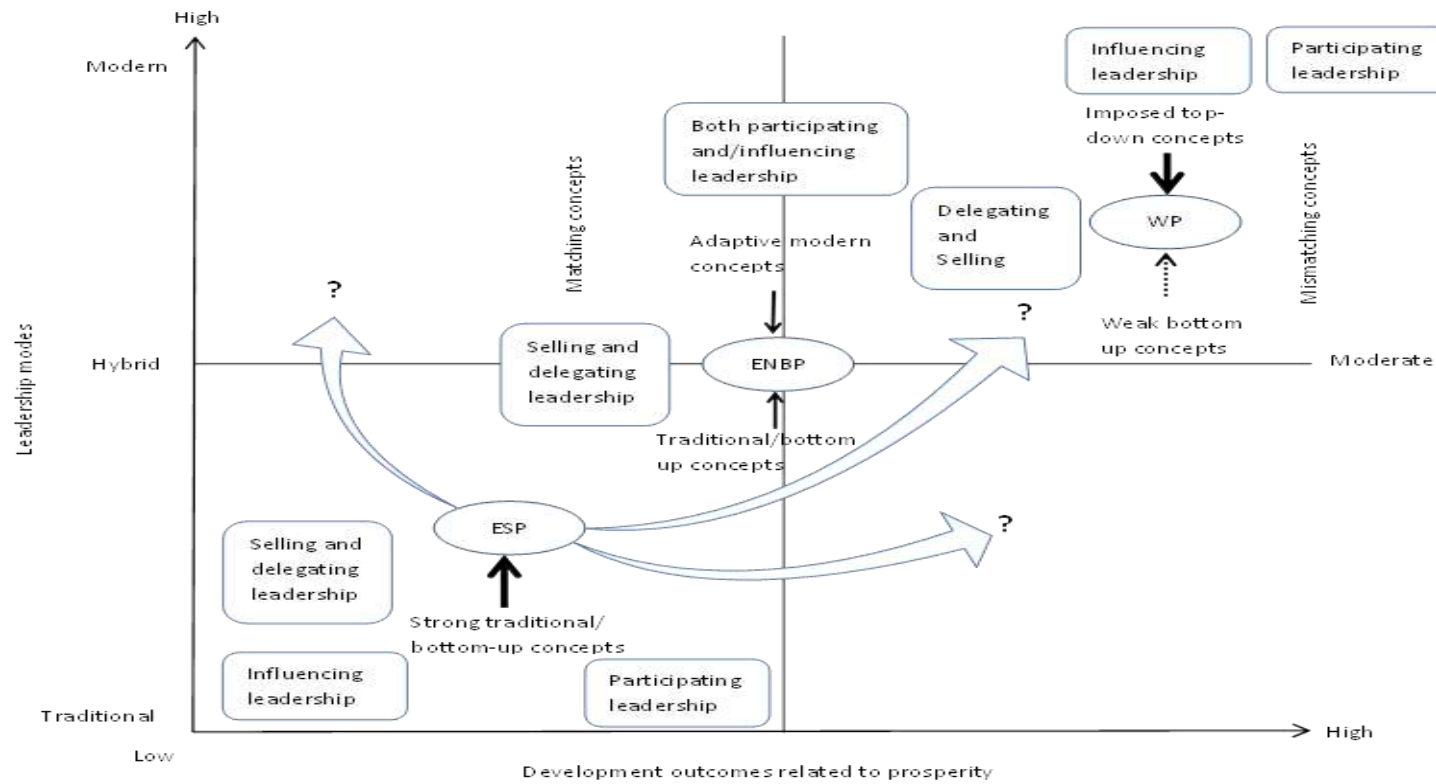 High
Modern
Influencing
leadership
Participating
leadership
Imposed top-
down concepts
Both participating
and/influencing
leadership
Matching concepts
Mismatching concepts
Delegating
and
Selling
WP
Adaptive modern
concepts
?
?
Weak bottom
up concepts
Leadership modes
Hybrid
Selling and
delegating
leadership
ENBP
Moderate
Traditional/bottom
up concepts
ESP
?
Selling and
delegating
leadership
Strong traditional/
bottom-up concepts
Influencing
leadership
Participating
leadership
Traditional
High
Low
Development outcomes related to prosperity